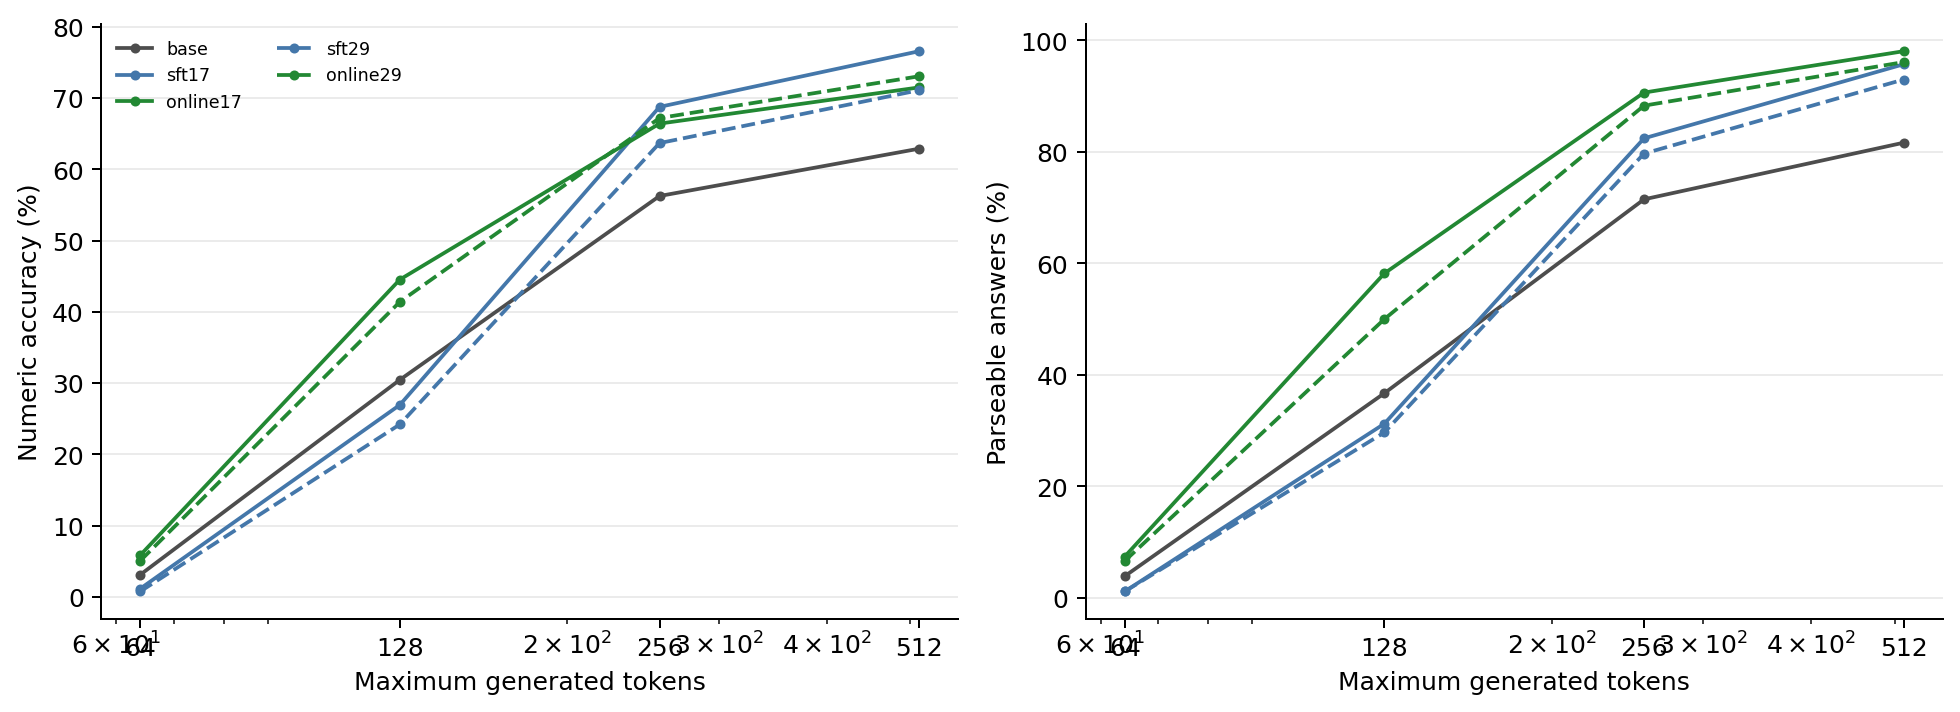 80
70
60
50
40
30
20
10
0
Numeric accuracy (%)
base
sft17
online17
sft29
online29
6 × 10¹
64
128
2 × 10²
256
3 × 10²
4 × 10²
512
Maximum generated tokens
100
80
60
40
20
0
Parseable answers (%)
6 × 10¹
64
128
2 × 10²
256
3 × 10²
4 × 10²
512
Maximum generated tokens